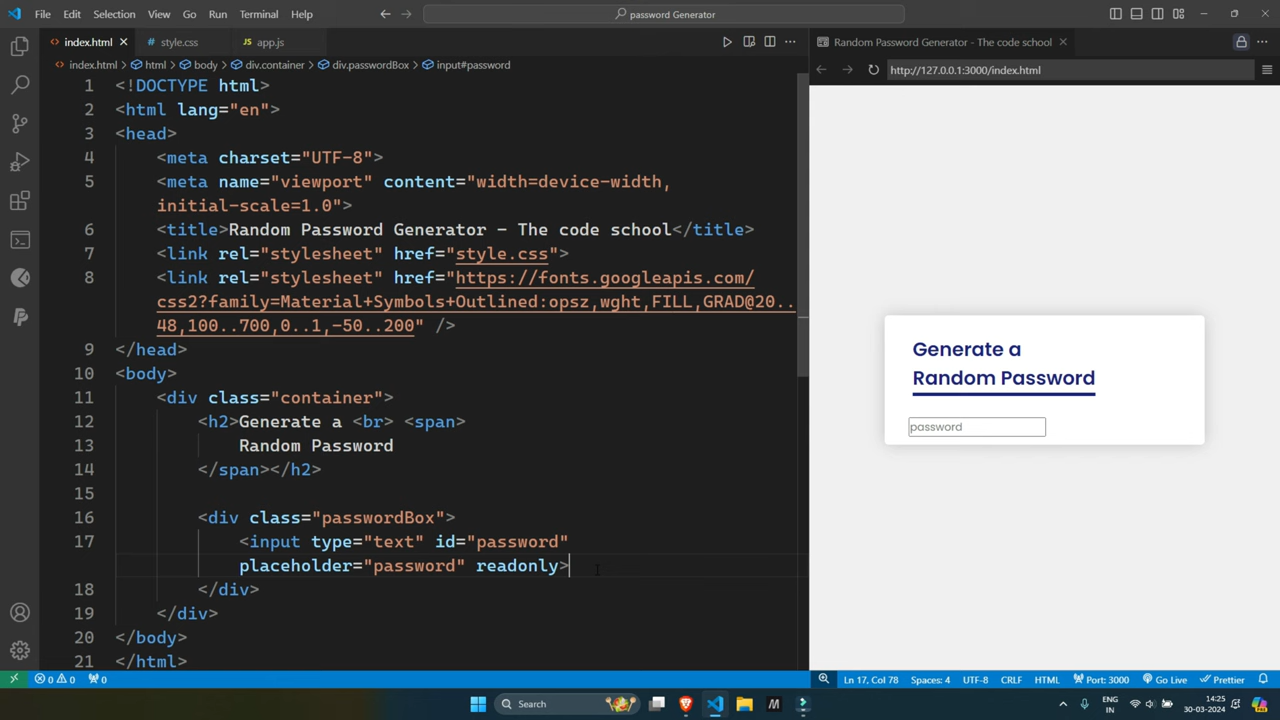 File Edit Selection View Go Run Terminal Help
password Generator
index.html
style.css
app.js
Random Password Generator - The code school
index.html > html > body > div.container > div.passwordBox > input#password
http://127.0.0.1:3000/index.html
1 <!DOCTYPE html>
2 <html lang="en">
3 <head>
4 <meta charset="UTF-8">
5 <meta name="viewport" content="width=device-width,
initial-scale=1.0">
6 <title>Random Password Generator - The code school</title>
7 <link rel="stylesheet" href="style.css">
8 <link rel="stylesheet" href="https://fonts.googleapis.com/
css2?family=Material+Symbols+Outlined:opsz,wght,FILL,GRAD@20..
48,100..700,0..1,-50..200" />
9 </head>
10 <body>
11 <div class="container">
12 <h2>Generate a <br> <span>
13 Random Password
14 </span></h2>
15
16 <div class="passwordBox">
17 <input type="text" id="password"
placeholder="password" readonly>
18 </div>
19 </div>
20 </body>
21 </html>
Generate a
Random Password
password
0 0 0
Ln 17, Col 78 Spaces: 4 UTF-8 CRLF HTML Port: 3000 Go Live Prettier
Search
M
ENG
IN
14:25
30-03-2024